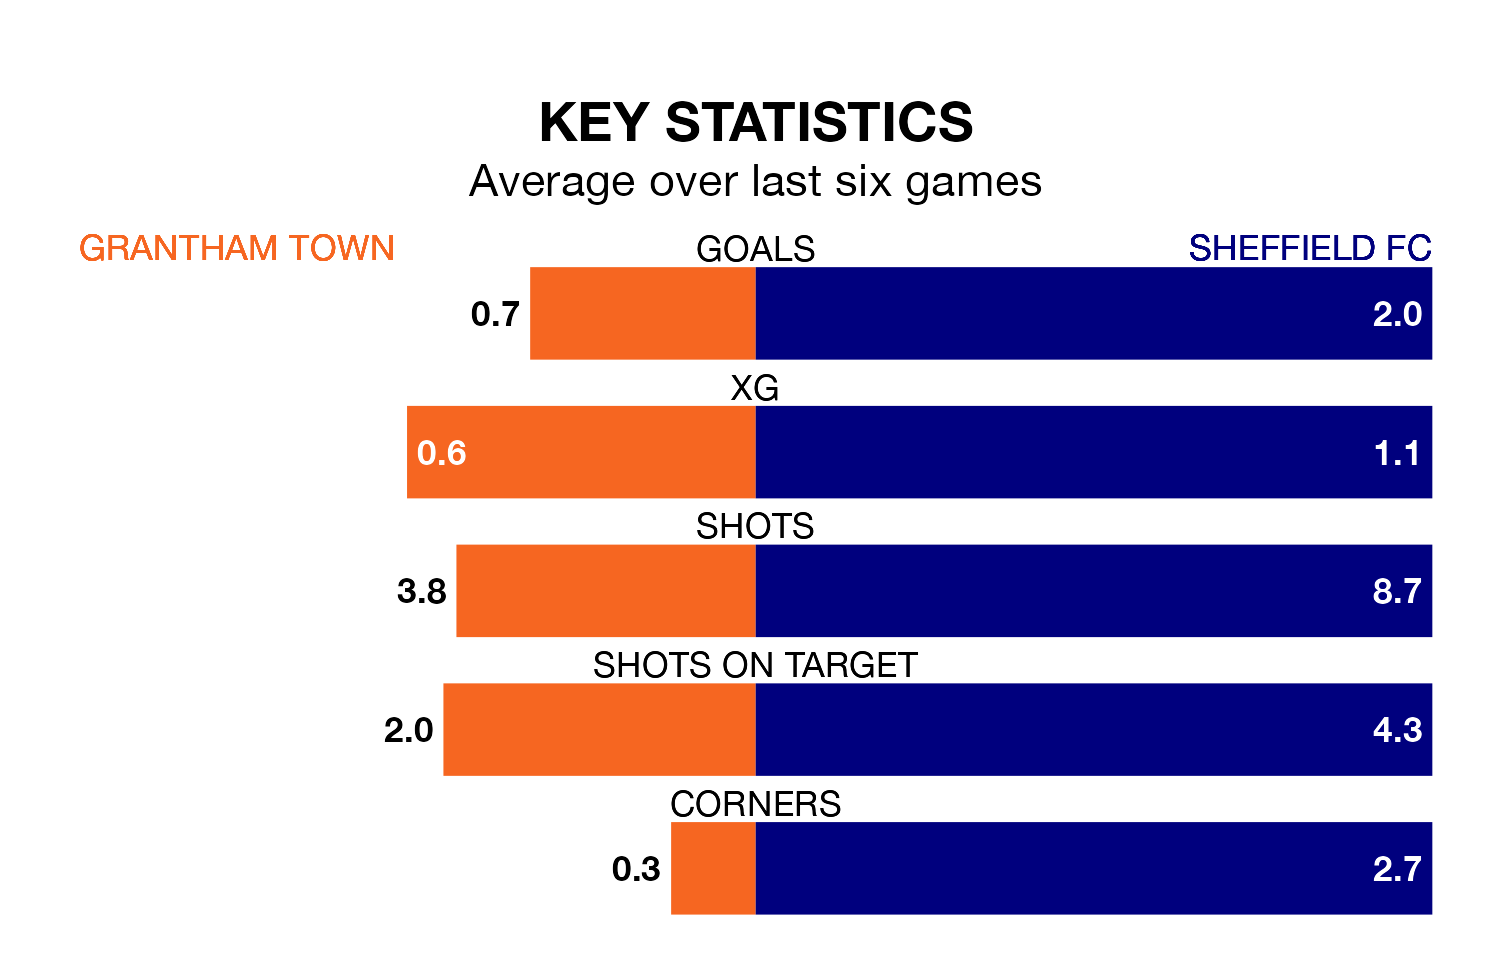 KEY STATISTICS
Average over last six games
GRANTHAM TOWN GOALS SHEFFIELD FC
0.7 2.0
XG
0.6 1.1
SHOTS
3.8 8.7
SHOTS ON TARGET
2.0 4.3
CORNERS
0.3 2.7